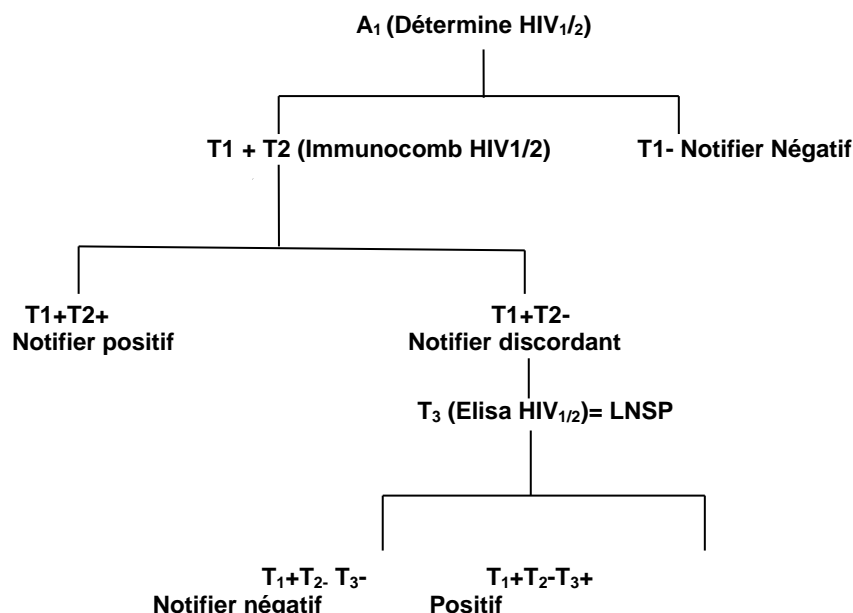 A₁ (Détermine HIV₁/₂)
T1 + T2 (Immunocomb HIV1/2) T1- Notifier Négatif
T1+T2+ T1+T2-
Notifier positif Notifier discordant
T₃ (Elisa HIV₁/₂)= LNSP
T₁+T₂- T₃- T₁+T₂-T₃+
Notifier négatif Positif